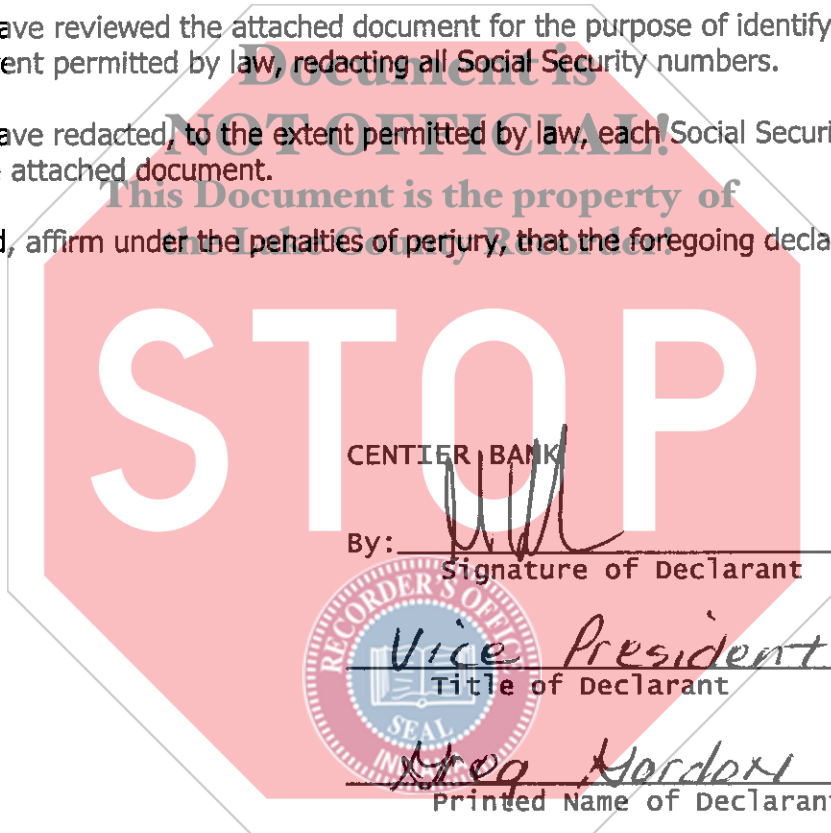 ave reviewed the attached document for the purpose of identify
Document is
ent permitted by law, redacting all Social Security numbers.
NOT OFFICIAL!
ave redacted, to the extent permitted by law, each Social Securi
attached document.
This Document is the property of
d, affirm under the penalties of perjury, that the foregoing decla
the Lake County Recorder!
STOP
CENTIER BANK
By:
Signature of Declarant
RECORDER'S OFFICE
Vice President
Title of Declarant
SEAL
Greg Gordon
Printed Name of Declarant